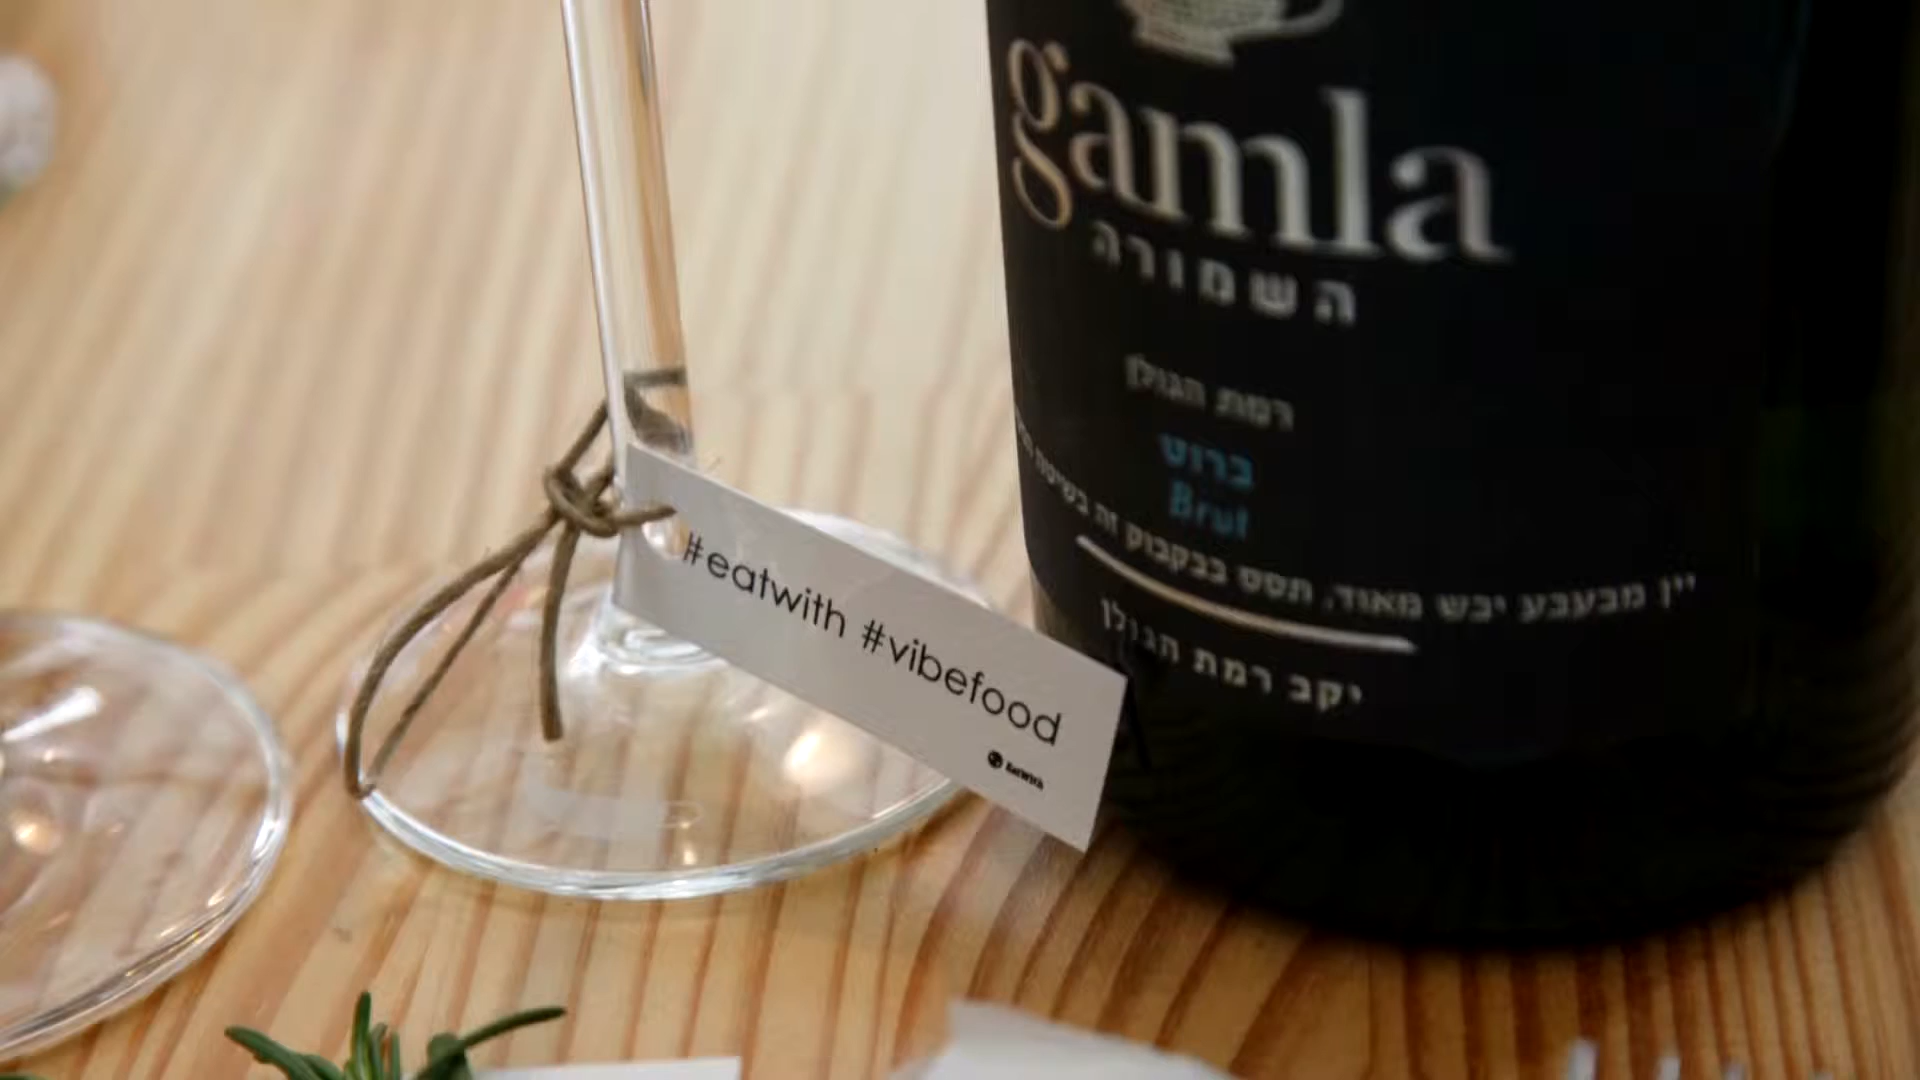 gamla
השמורה
רמת הגולן
ברוט
Brut
יין מבעבע יבש מאוד. תסס בבקבוק זה בשיטה
יקב רמת הגולן
#eatwith #vibefood
Eatwith